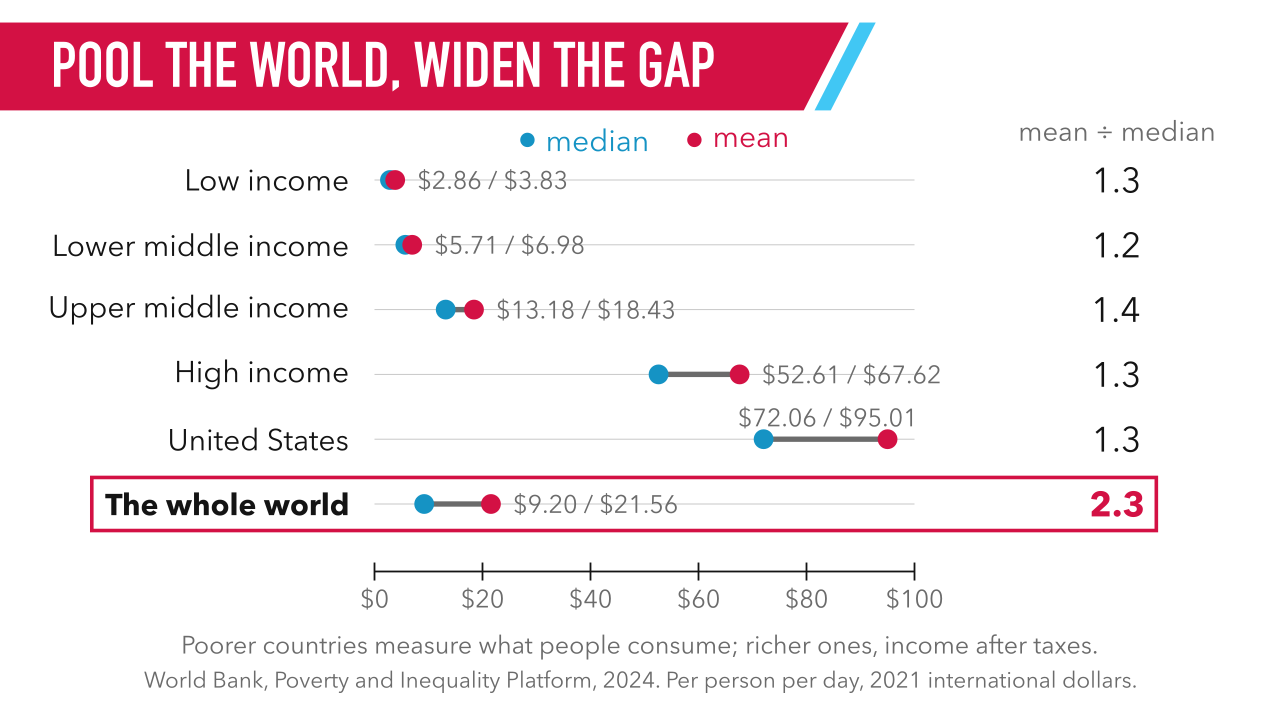 POOL THE WORLD, WIDEN THE GAP
median mean mean ÷ median
Low income $2.86 / $3.83 1.3
Lower middle income $5.71 / $6.98 1.2
Upper middle income $13.18 / $18.43 1.4
High income $52.61 / $67.62 1.3
United States $72.06 / $95.01 1.3
The whole world $9.20 / $21.56 2.3
$0 $20 $40 $60 $80 $100
Poorer countries measure what people consume; richer ones, income after taxes.
World Bank, Poverty and Inequality Platform, 2024. Per person per day, 2021 international dollars.